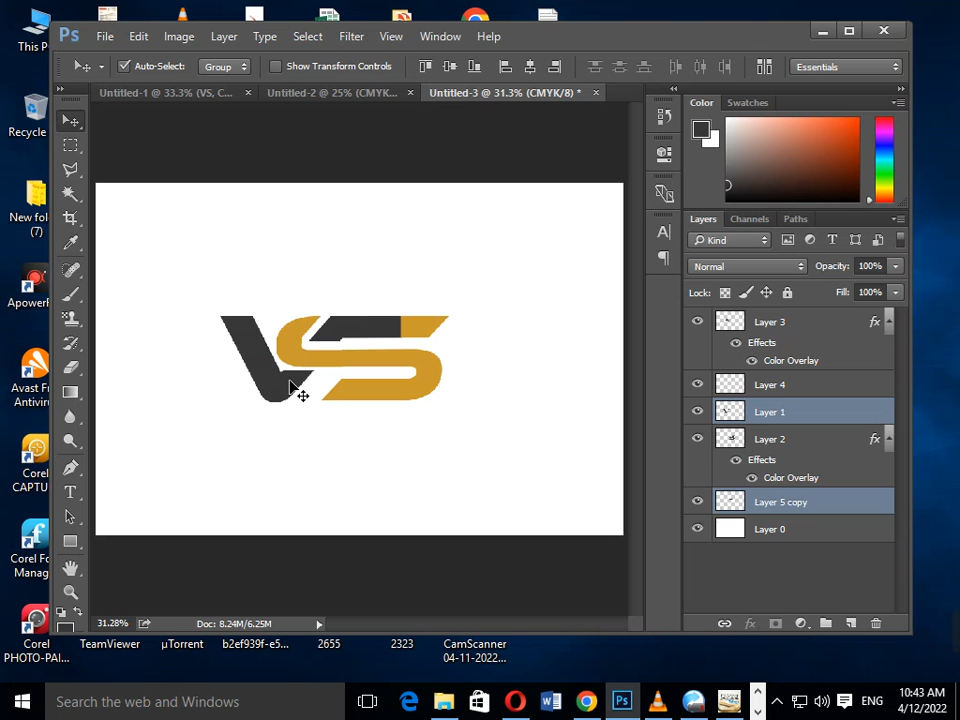 This P
Recycle
New fol
(7)
ApowerR
Avast Fr
Antiviru
Corel
CAPTU
Corel Fo
Manag
Corel
PHOTO-PAI...
Ps File Edit Image Layer Type Select Filter View Window Help
Auto-Select: Group Show Transform Controls Essentials
Untitled-1 @ 33.3% (VS, C... × Untitled-2 @ 25% (CMYK... × Untitled-3 @ 31.3% (CMYK/8) * ×
Color Swatches
VS
Layers Channels Paths
Kind
Normal Opacity: 100%
Lock: Fill: 100%
Layer 3 fx
Effects
Color Overlay
Layer 4
Layer 1
Layer 2 fx
Effects
Color Overlay
Layer 5 copy
Layer 0
31.28% Doc: 8.24M/6.25M
TeamViewer µTorrent b2ef939f-e5... 2655 2323 CamScanner
04-11-2022...
Search the web and Windows
ENG
10:43 AM
4/12/2022